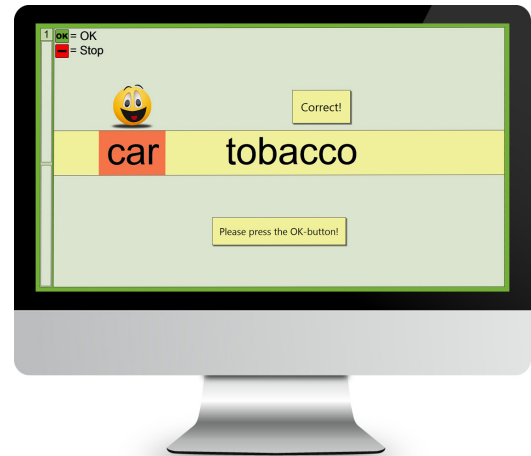 1
OK = OK
= Stop
Correct!
car tobacco
Please press the OK-button!